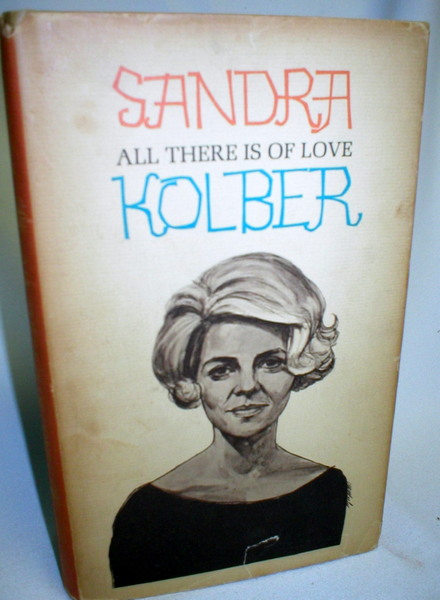 SANDRA
ALL THERE IS OF LOVE
KOLBER